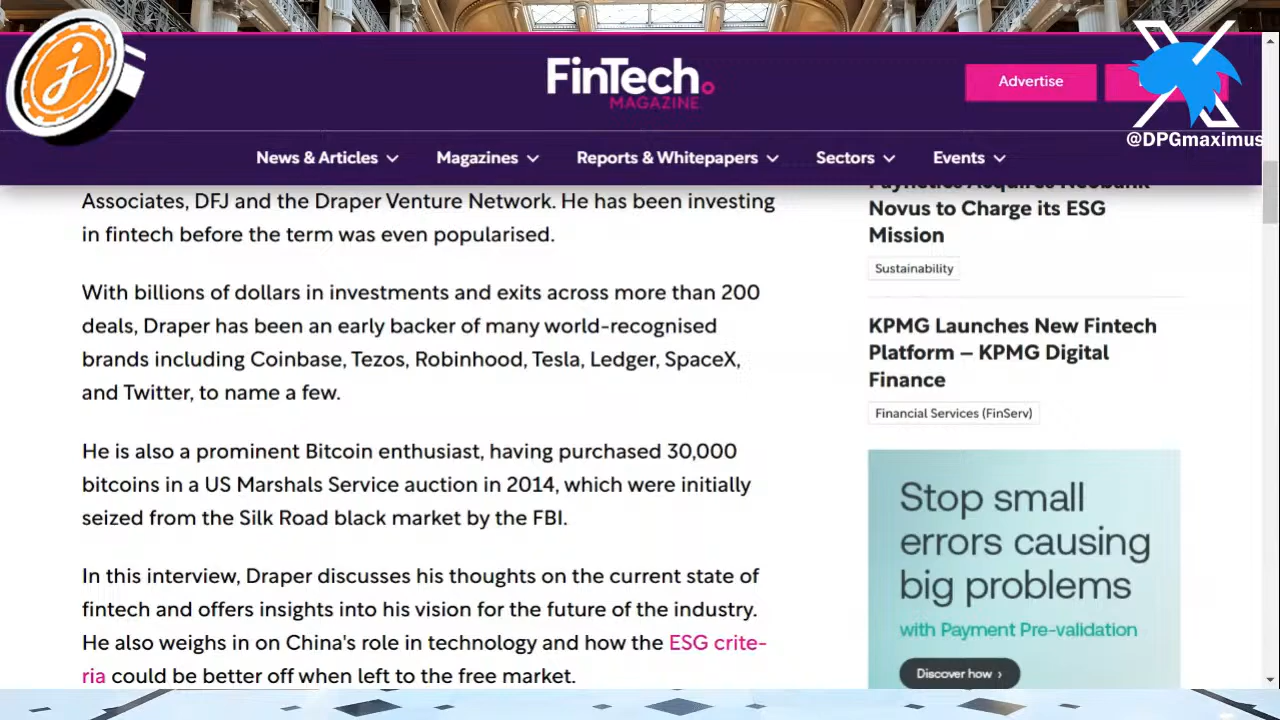 FinTech
MAGAZINE
Advertise
@DPGmaximus
News & Articles
Magazines
Reports & Whitepapers
Sectors
Events
Associates, DFJ and the Draper Venture Network. He has been investing
in fintech before the term was even popularised.
With billions of dollars in investments and exits across more than 200
deals, Draper has been an early backer of many world-recognised
brands including Coinbase, Tezos, Robinhood, Tesla, Ledger, SpaceX,
and Twitter, to name a few.
He is also a prominent Bitcoin enthusiast, having purchased 30,000
bitcoins in a US Marshals Service auction in 2014, which were initially
seized from the Silk Road black market by the FBI.
In this interview, Draper discusses his thoughts on the current state of
fintech and offers insights into his vision for the future of the industry.
He also weighs in on China's role in technology and how the ESG crite-
ria could be better off when left to the free market.
Novus to Charge its ESG
Mission
Sustainability
KPMG Launches New Fintech
Platform – KPMG Digital
Finance
Financial Services (FinServ)
Stop small
errors causing
big problems
with Payment Pre-validation
Discover how ›